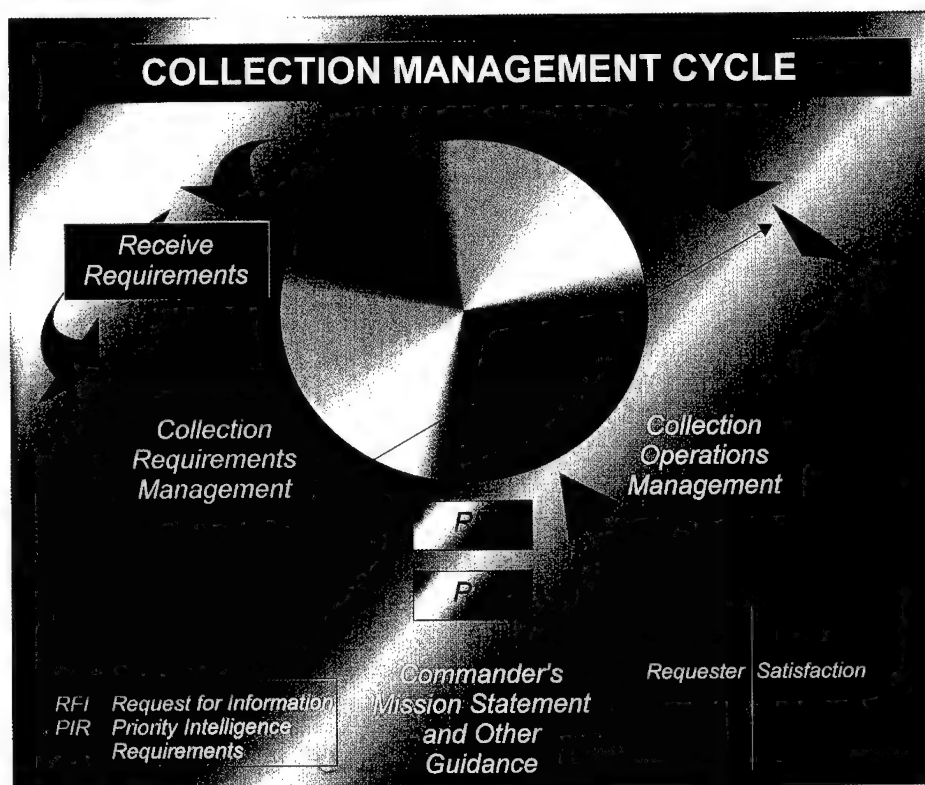 COLLECTION MANAGEMENT CYCLE
Receive
Requirements
Collection
Requirements
Management
Collection
Operations
Management
Commander's
Mission Statement
and Other
Guidance
Requester
Satisfaction
RFI Request for Information
PIR Priority Intelligence
Requirements